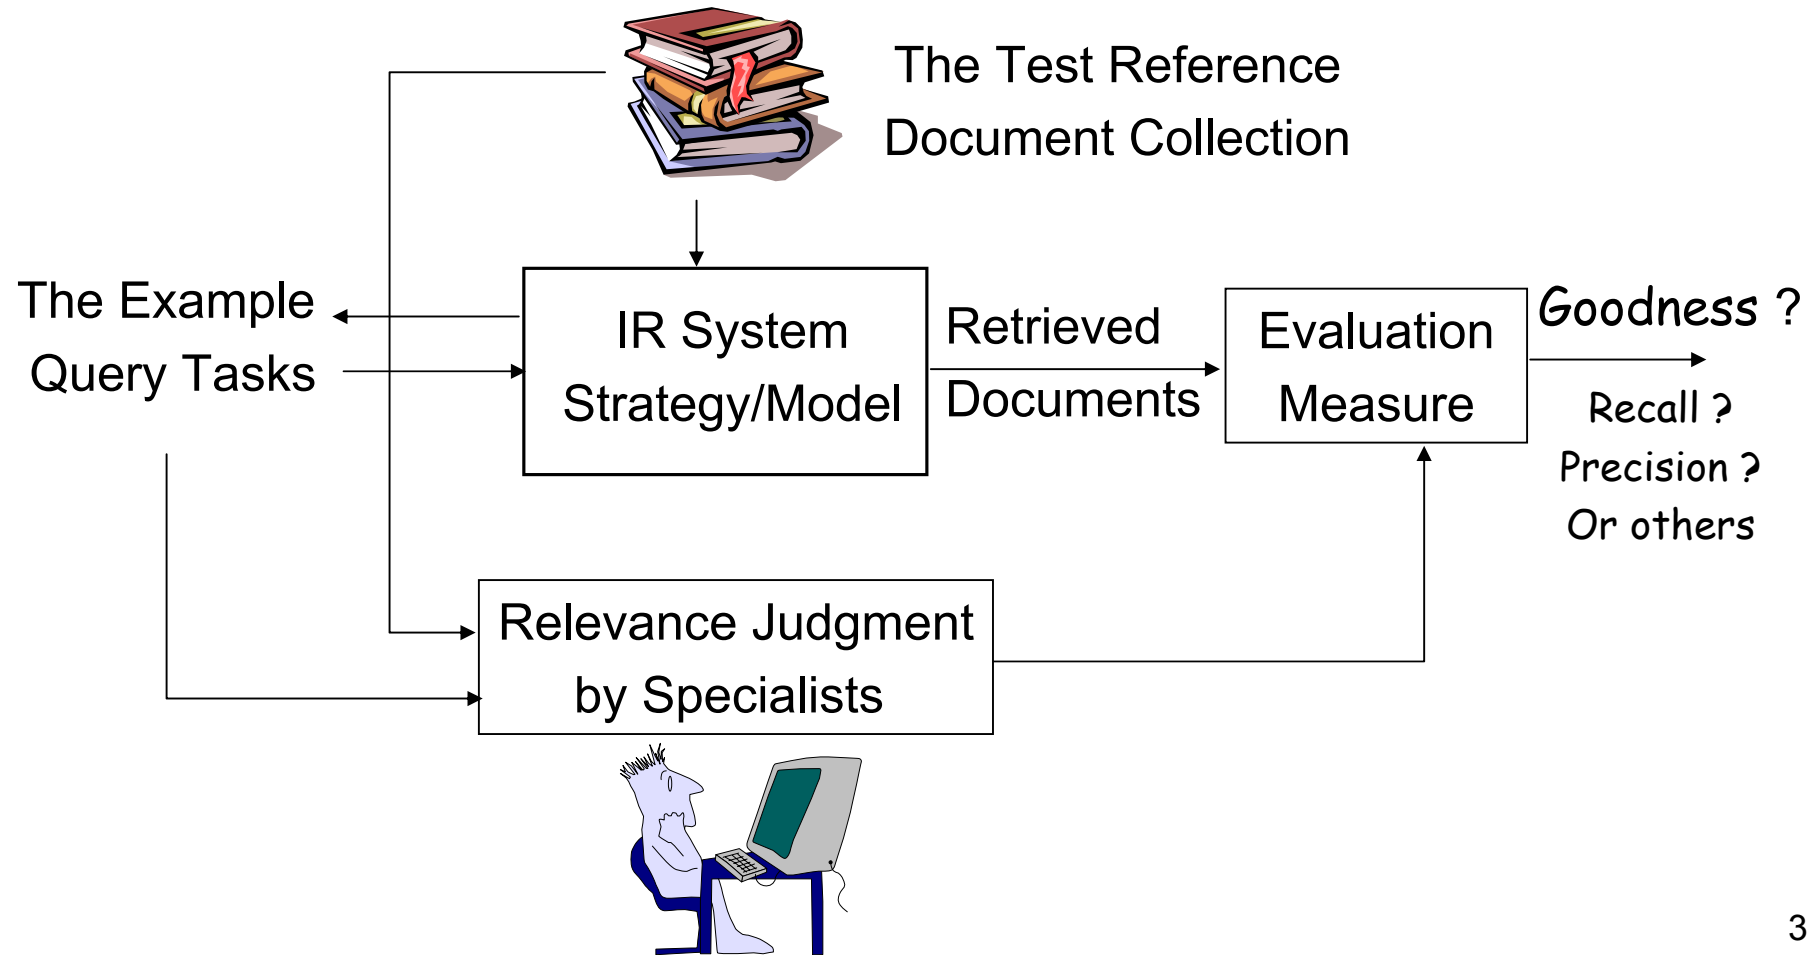 The Test Reference
Document Collection
The Example
Query Tasks
IR System
Strategy/Model
Retrieved
Documents
Evaluation
Measure
Goodness ?
Recall ?
Precision ?
Or others
Relevance Judgment
by Specialists
3